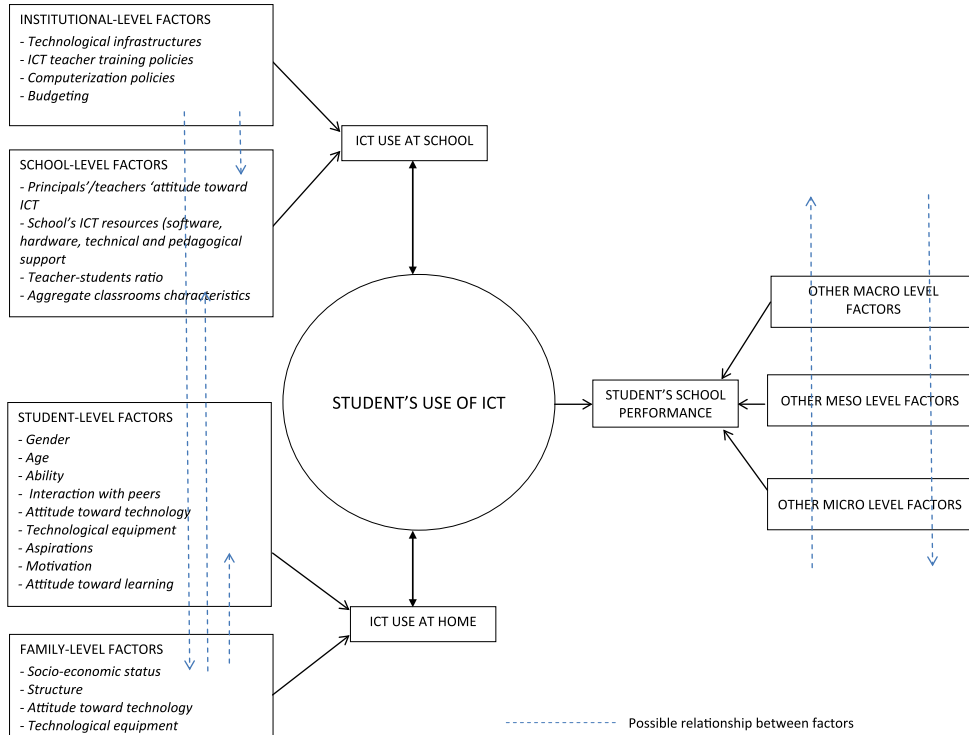 INSTITUTIONAL-LEVEL FACTORS
- Technological infrastructures
- ICT teacher training policies
- Computerization policies
- Budgeting
SCHOOL-LEVEL FACTORS
- Principals’/teachers ‘attitude toward
ICT
- School’s ICT resources (software,
hardware, technical and pedagogical
support
- Teacher-students ratio
- Aggregate classrooms characteristics
STUDENT-LEVEL FACTORS
- Gender
- Age
- Ability
- Interaction with peers
- Attitude toward technology
- Technological equipment
- Aspirations
- Motivation
- Attitude toward learning
FAMILY-LEVEL FACTORS
- Socio-economic status
- Structure
- Attitude toward technology
- Technological equipment
ICT USE AT SCHOOL
STUDENT’S USE OF ICT
ICT USE AT HOME
STUDENT’S SCHOOL
PERFORMANCE
OTHER MACRO LEVEL
FACTORS
OTHER MESO LEVEL FACTORS
OTHER MICRO LEVEL FACTORS
Possible relationship between factors